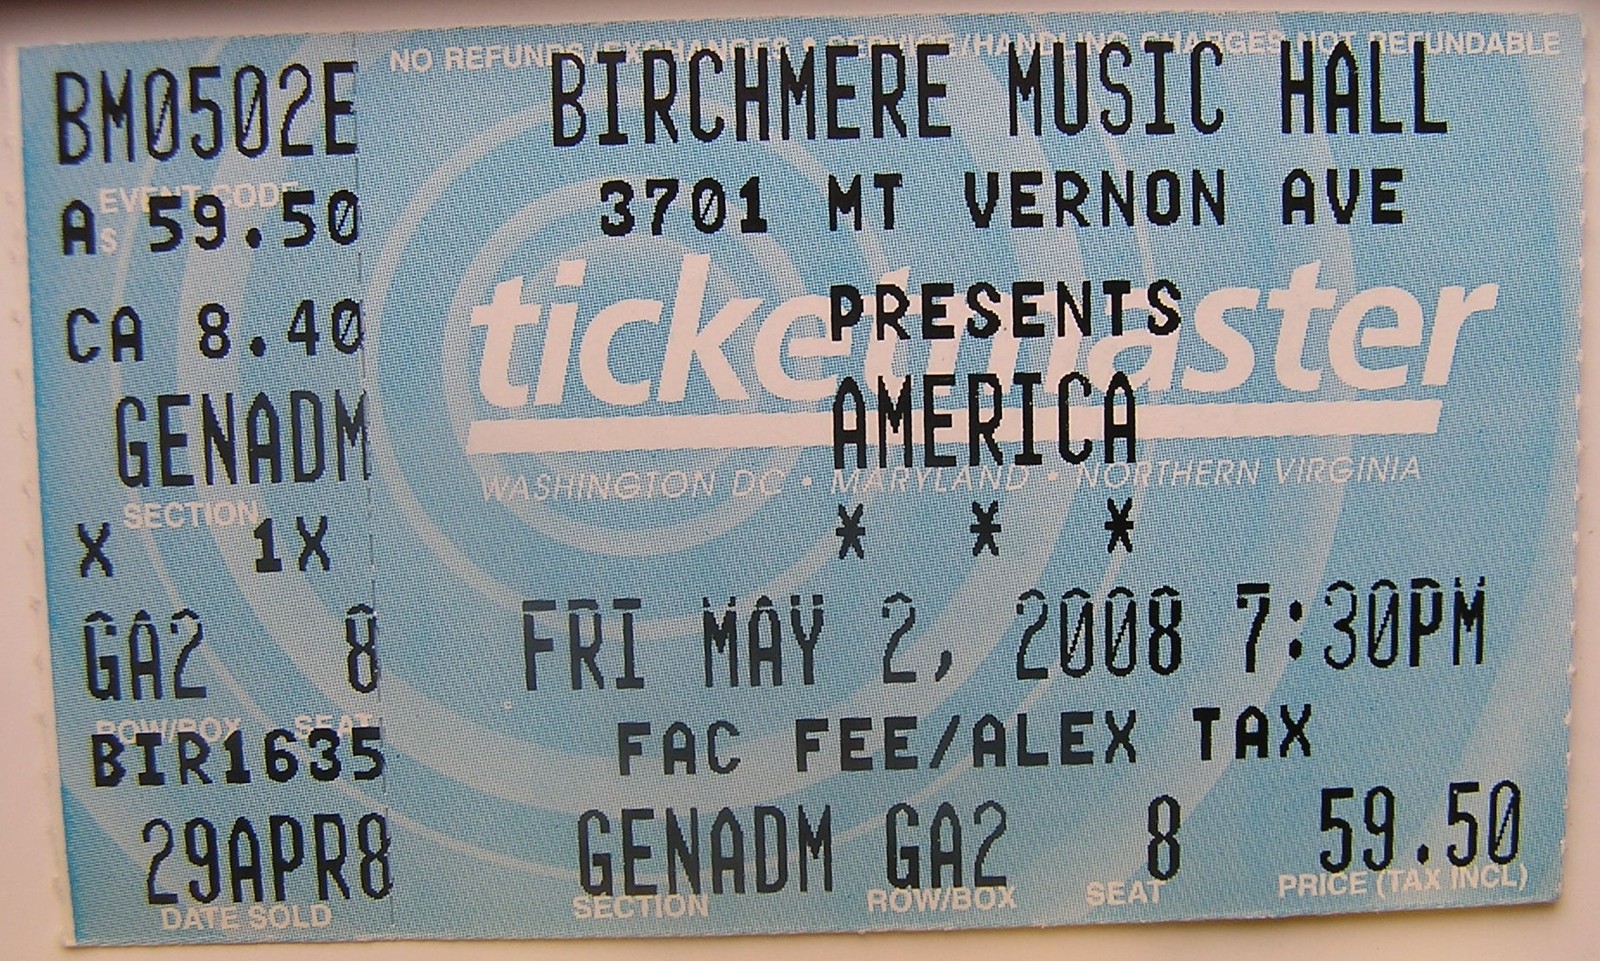 NO REFUNDS/EXCHANGES • SERVICE/HANDLING CHARGES NOT REFUNDABLE
BM0502E
EVENT CODE
A $ 59.50
CA 8.40
GENADM
SECTION
X 1X
GA2 8
ROW/BOX SEAT
BIR1635
29APR8
DATE SOLD
BIRCHMERE MUSIC HALL
3701 MT VERNON AVE
ticketmaster
PRESENTS
AMERICA
WASHINGTON DC • MARYLAND • NORTHERN VIRGINIA
* * *
FRI MAY 2, 2008 7:30PM
FAC FEE/ALEX TAX
GENADM GA2 8 59.50
SECTION ROW/BOX SEAT PRICE (TAX INCL)